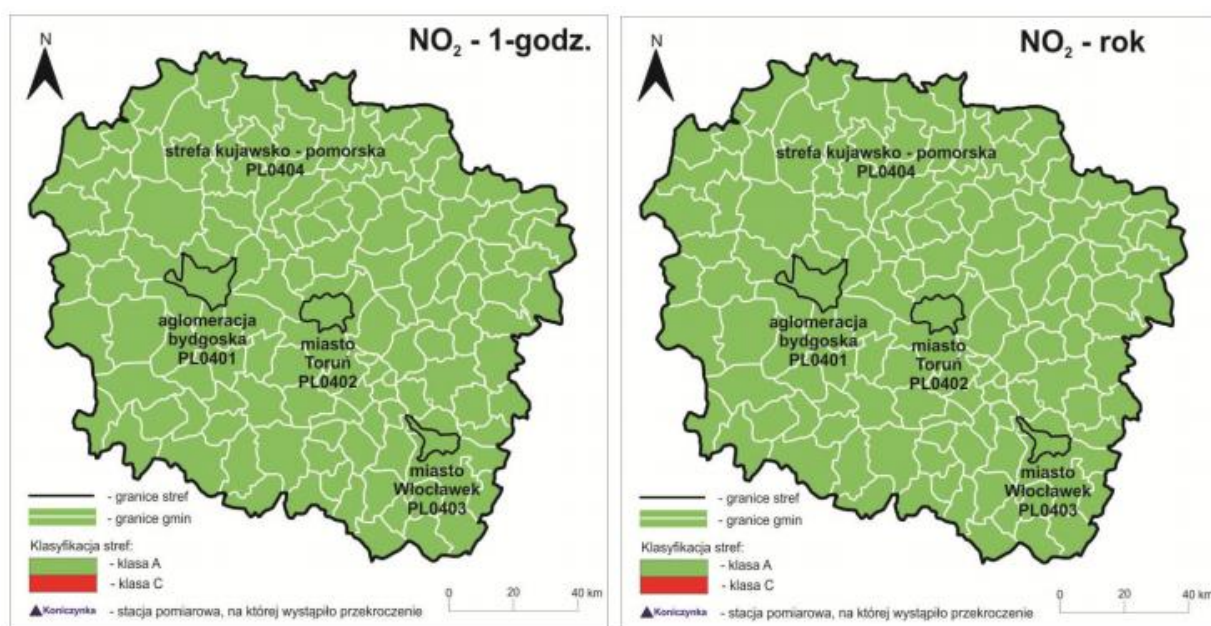 NO2 - 1-godz.
N
strefa kujawsko - pomorska
PL0404
aglomeracja
bydgoska
PL0401
miasto
Toruń
PL0402
miasto
Włocławek
PL0403
- granice stref
- granice gmin
Klasyfikacja stref:
- klasa A
- klasa C
Koniczynka - stacja pomiarowa, na której wystąpiło przekroczenie
0 20 40 km
NO2 - rok
N
strefa kujawsko - pomorska
PL0404
aglomeracja
bydgoska
PL0401
miasto
Toruń
PL0402
miasto
Włocławek
PL0403
- granice stref
- granice gmin
Klasyfikacja stref:
- klasa A
- klasa C
Koniczynka - stacja pomiarowa, na której wystąpiło przekroczenie
0 20 40 km